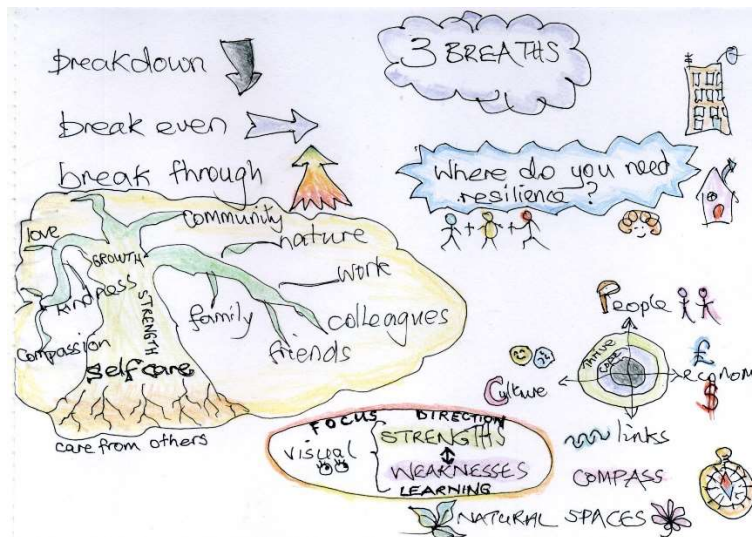 breakdown
break even
break through
3 BREATHS
Where do you need
resilience?
love
community
nature
GROWTH
work
kindness
STRENGTH
family
colleagues
compassion
friends
selfcare
care from others
People
thrive
£
Culture
economy
$
links
FOCUS DIRECTION
visual
STRENGTHS
WEAKNESSES
LEARNING
COMPASS
NATURAL SPACES